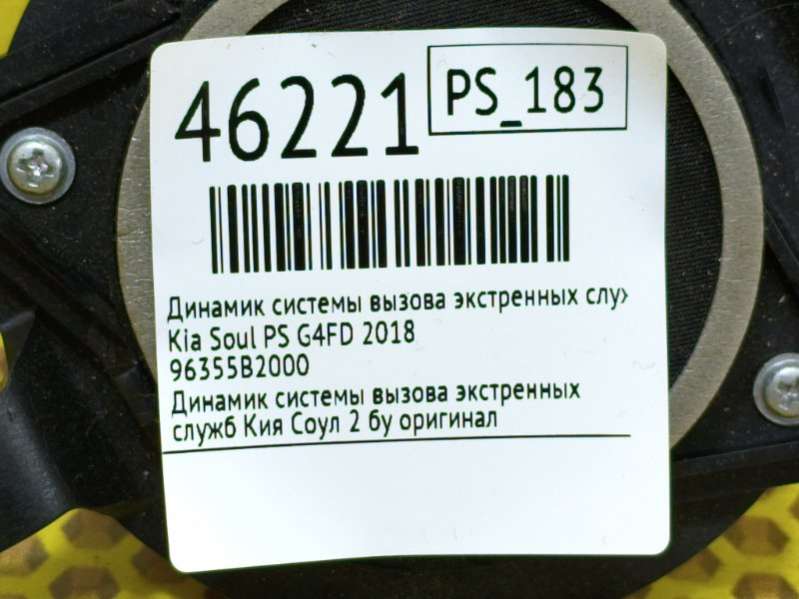 46221
PS_183
Динамик системы вызова экстренных
Kia Soul PS G4FD 2018
96355B2000
Динамик системы вызова экстренных
служб Кия Соул 2 бу оригинал